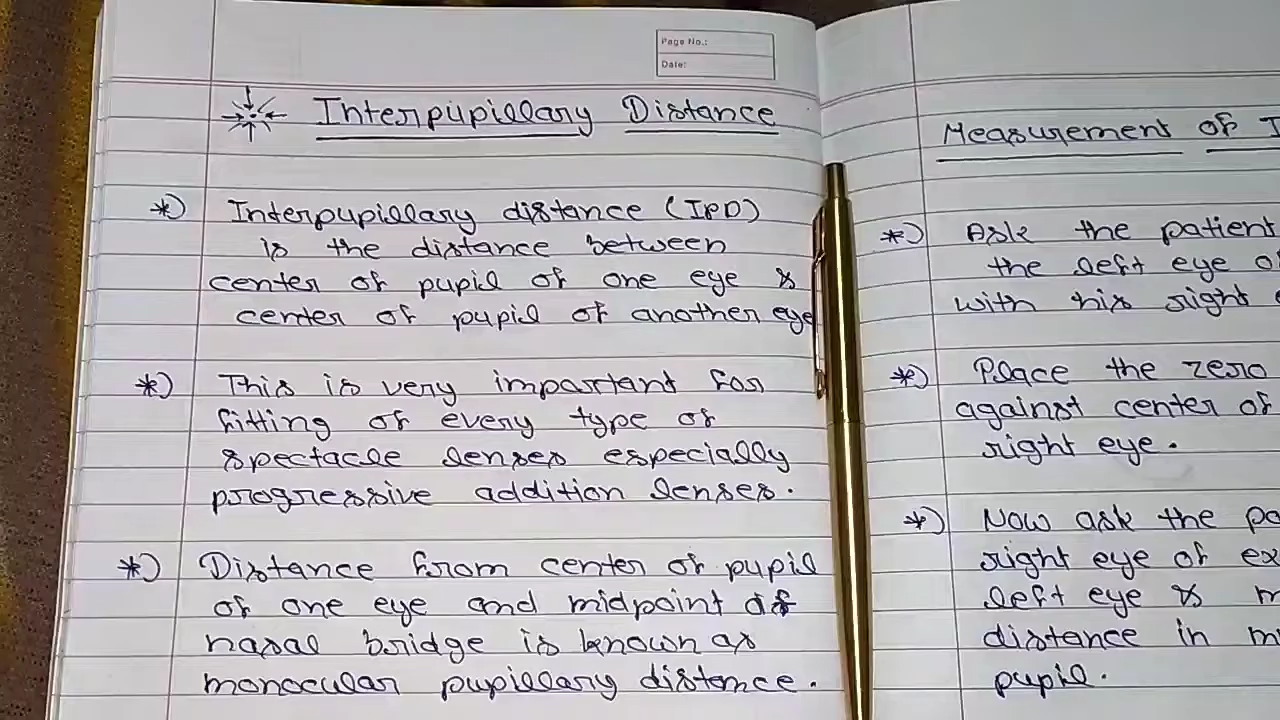 Page No.:
Date:
Interpupillary Distance
*) Interpupillary distance (IPD)
is the distance between
center of pupil of one eye &
center of pupil of another eye
*) This is very important for
fitting of every type of
spectacle lenses especially
progressive addition lenses.
*) Distance from center of pupil
of one eye and midpoint of
nasal bridge is known as
monocular pupillary distance.
Measurement of I
*) Ask the patient
the left eye of
with his right
*) Place the zero
against center of
right eye.
*) Now ask the pa
right eye of ex
left eye & m
distance in m
pupil.